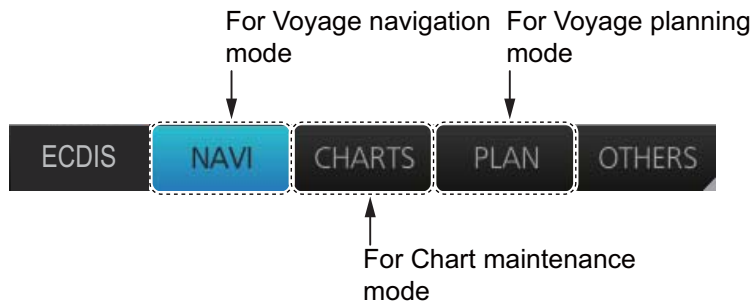 For Voyage navigation mode
For Voyage planning mode
ECDIS NAVI CHARTS PLAN OTHERS
For Chart maintenance
mode